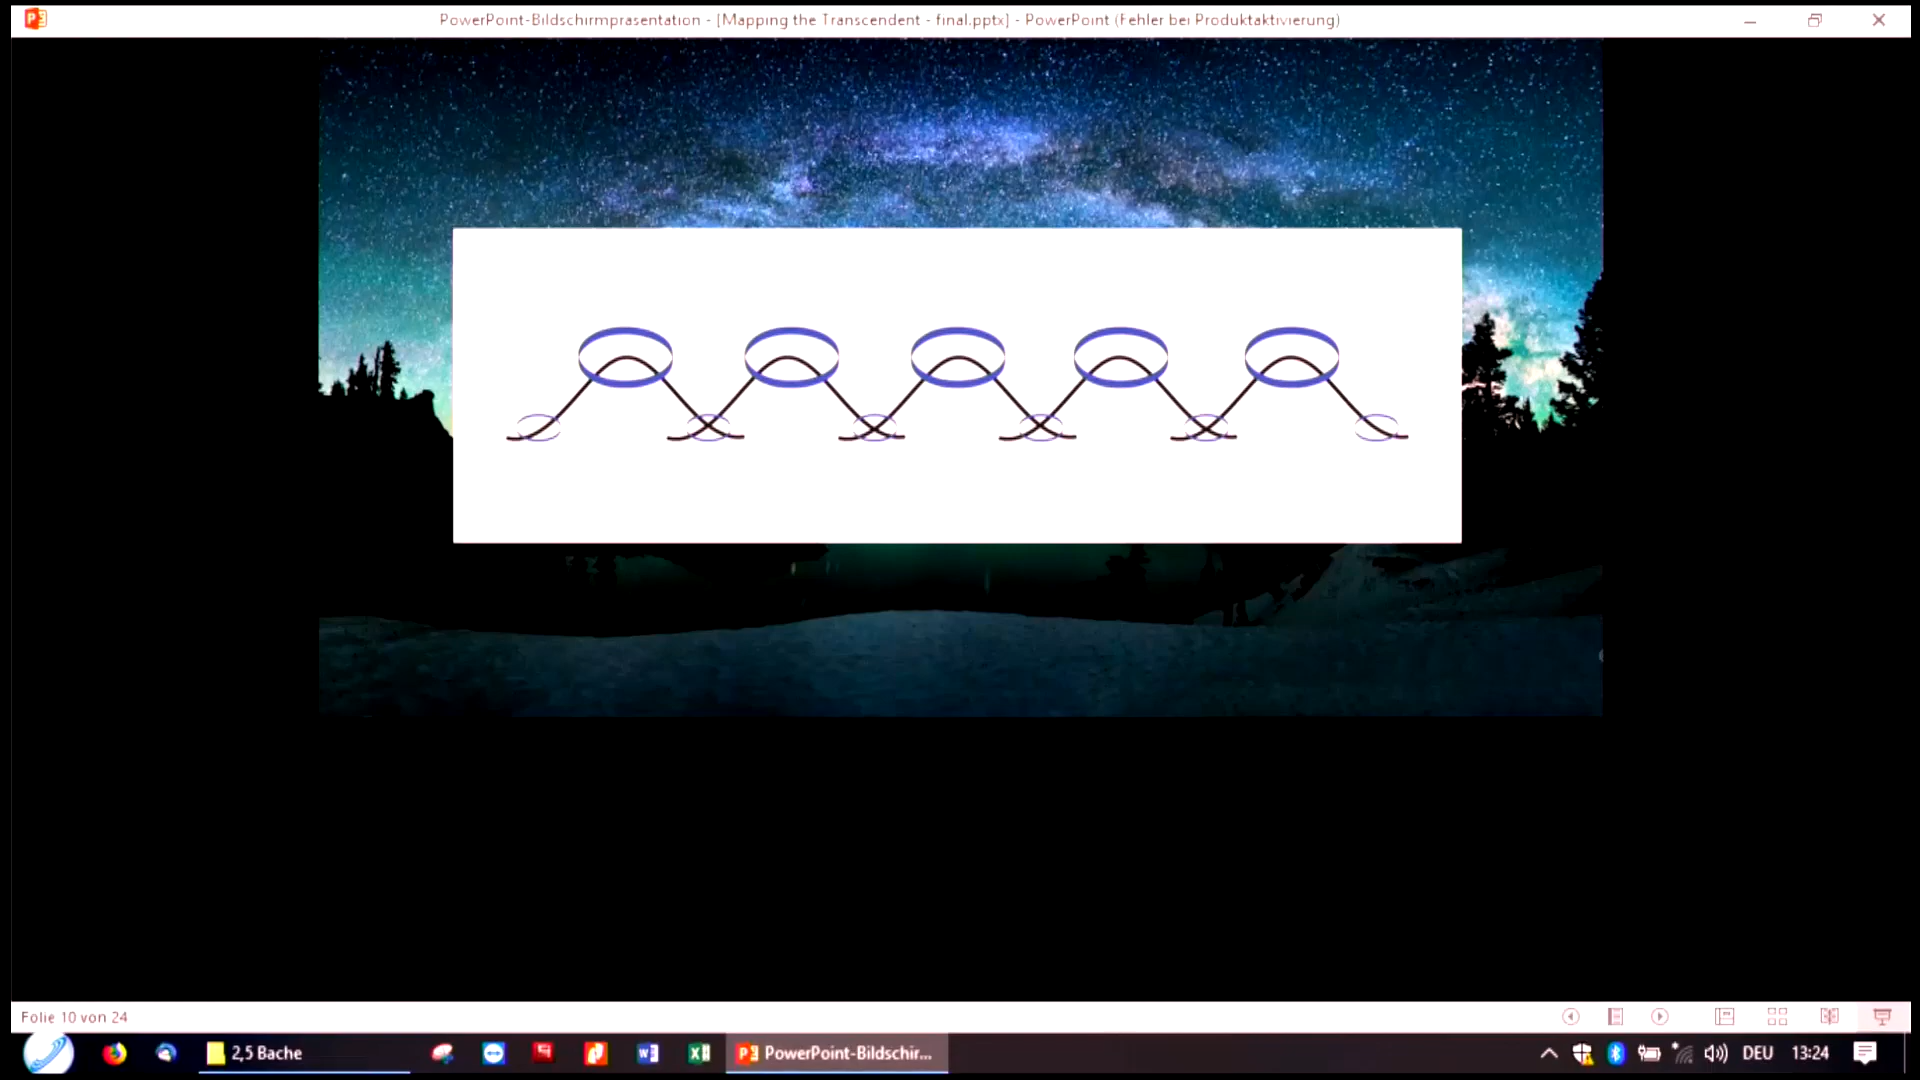 PowerPoint-Bildschirmpräsentation - [Mapping the Transcendent - final.pptx] - PowerPoint (Fehler bei Produktaktivierung)
Folie 10 von 24
2,5 Bache
PowerPoint-Bildschir...
DEU
13:24